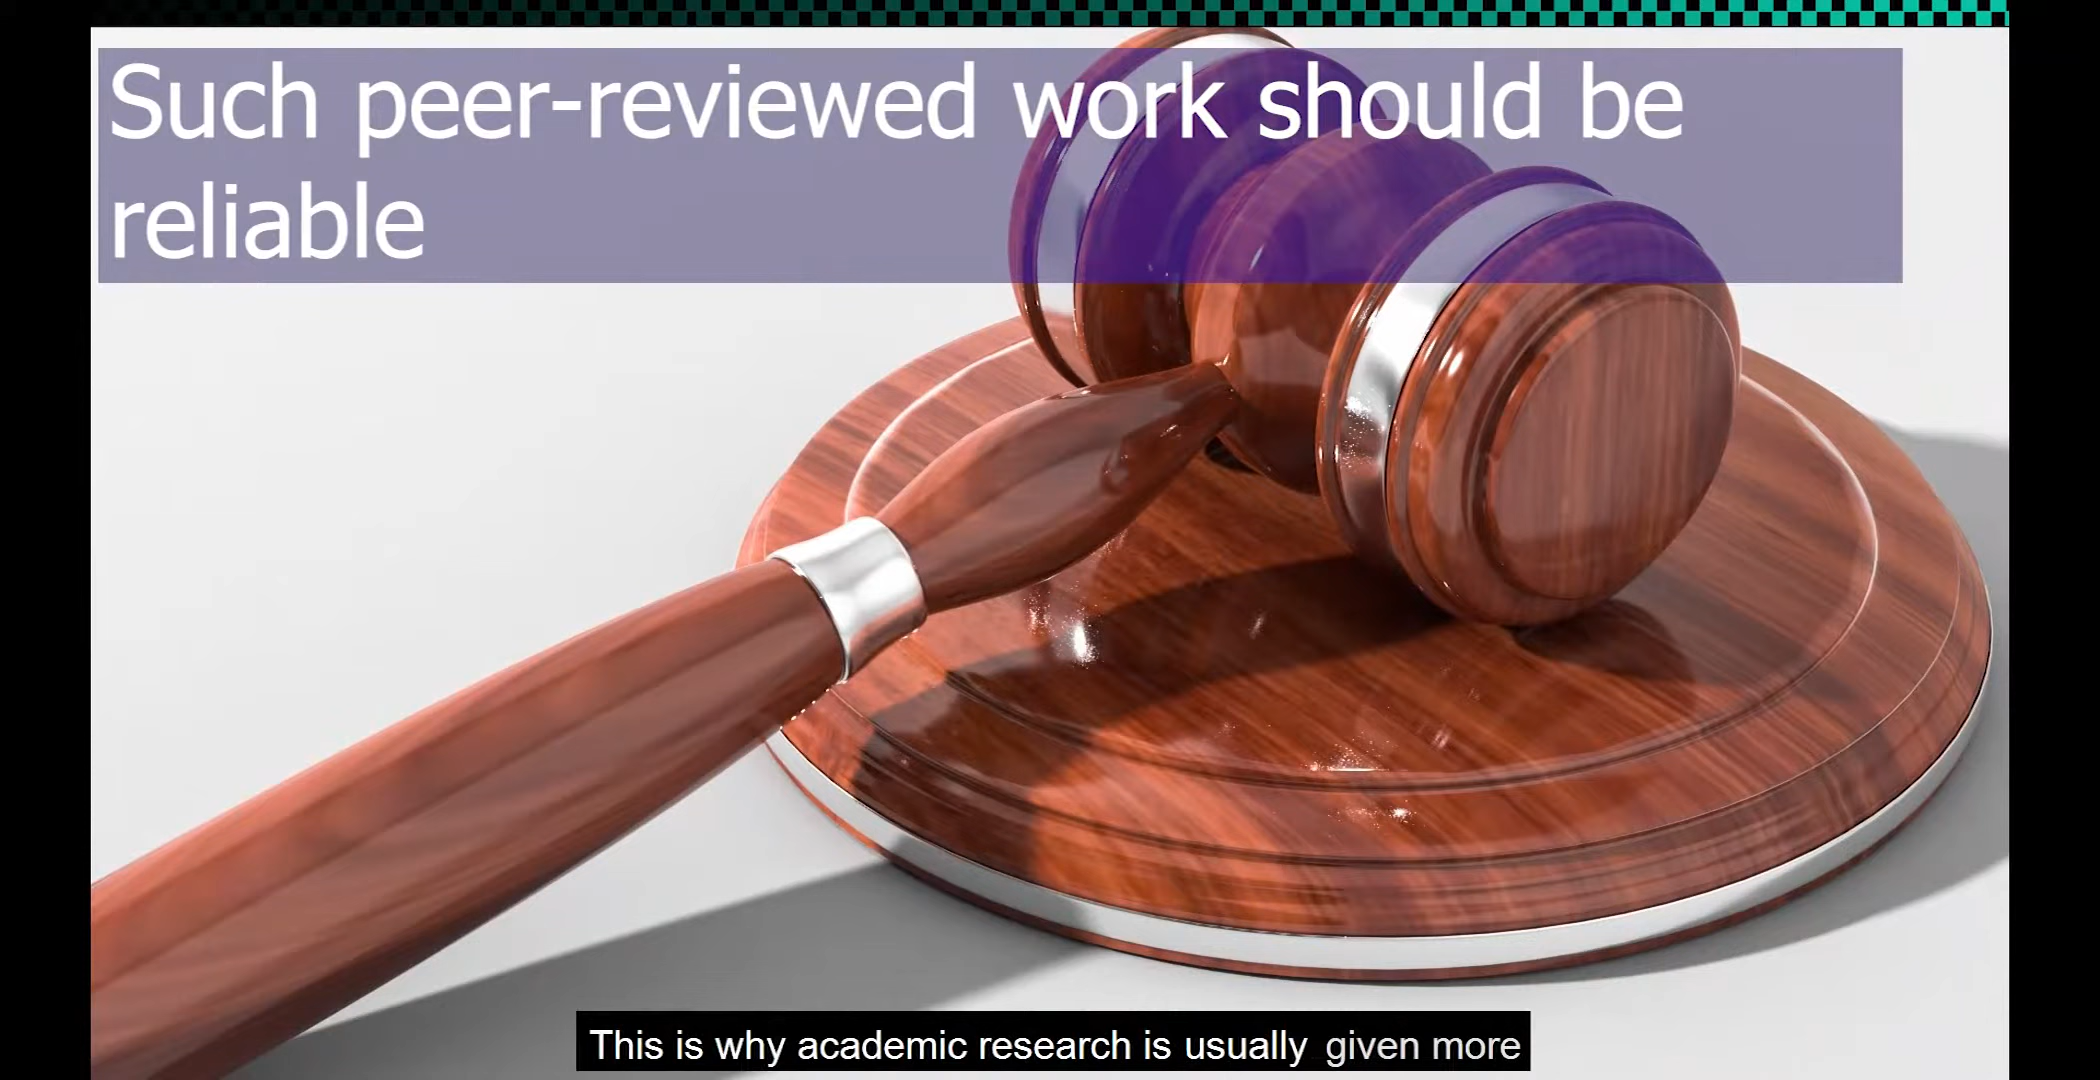 Such peer-reviewed work should be
reliable
This is why academic research is usually given more